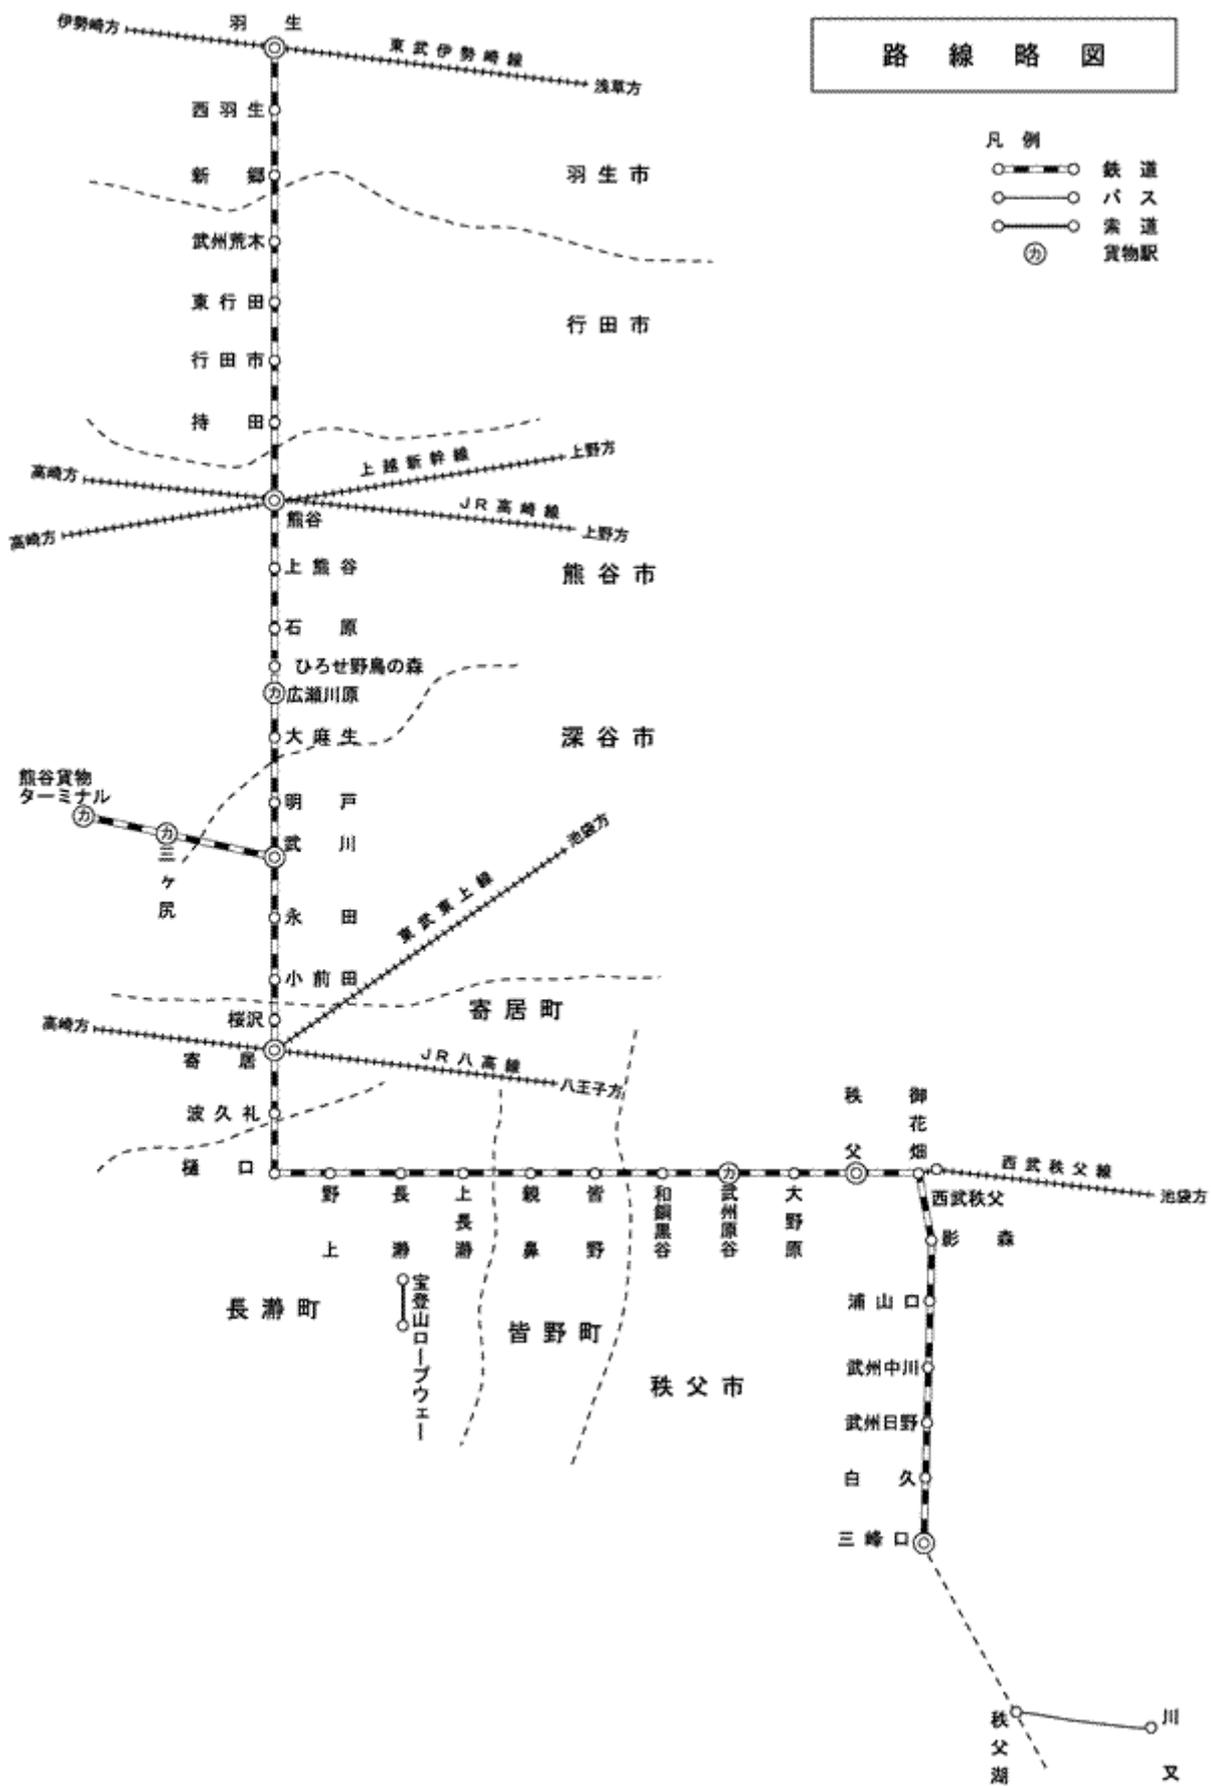 路線略図
凡例
鉄道
バス
索道
カ 貨物駅
伊勢崎方
羽生
東武伊勢崎線
浅草方
西羽生
新郷
羽生市
武州荒木
東行田
行田市
行田市
持田
高崎方
上越新幹線
上野方
JR高崎線
上野方
高崎方
熊谷
上熊谷
熊谷市
石原
ひろせ野鳥の森
カ 広瀬川原
大麻生
深谷市
熊谷貨物
ターミナル
カ
カ
三ヶ尻
明戸
武川
池袋方
東武東上線
永田
小前田
桜沢
寄居町
高崎方
寄居
JR八高線
八王子方
波久礼
樋口
野上
長瀞
上長瀞
親鼻
皆野
和銅黒谷
カ
武州原谷
大野原
秩父
御花畑
西武秩父線
池袋方
西武秩父
影森
長瀞町
宝登山ロープウェー
皆野町
秩父市
浦山口
武州中川
武州日野
白久
三峰口
秩父湖
川又